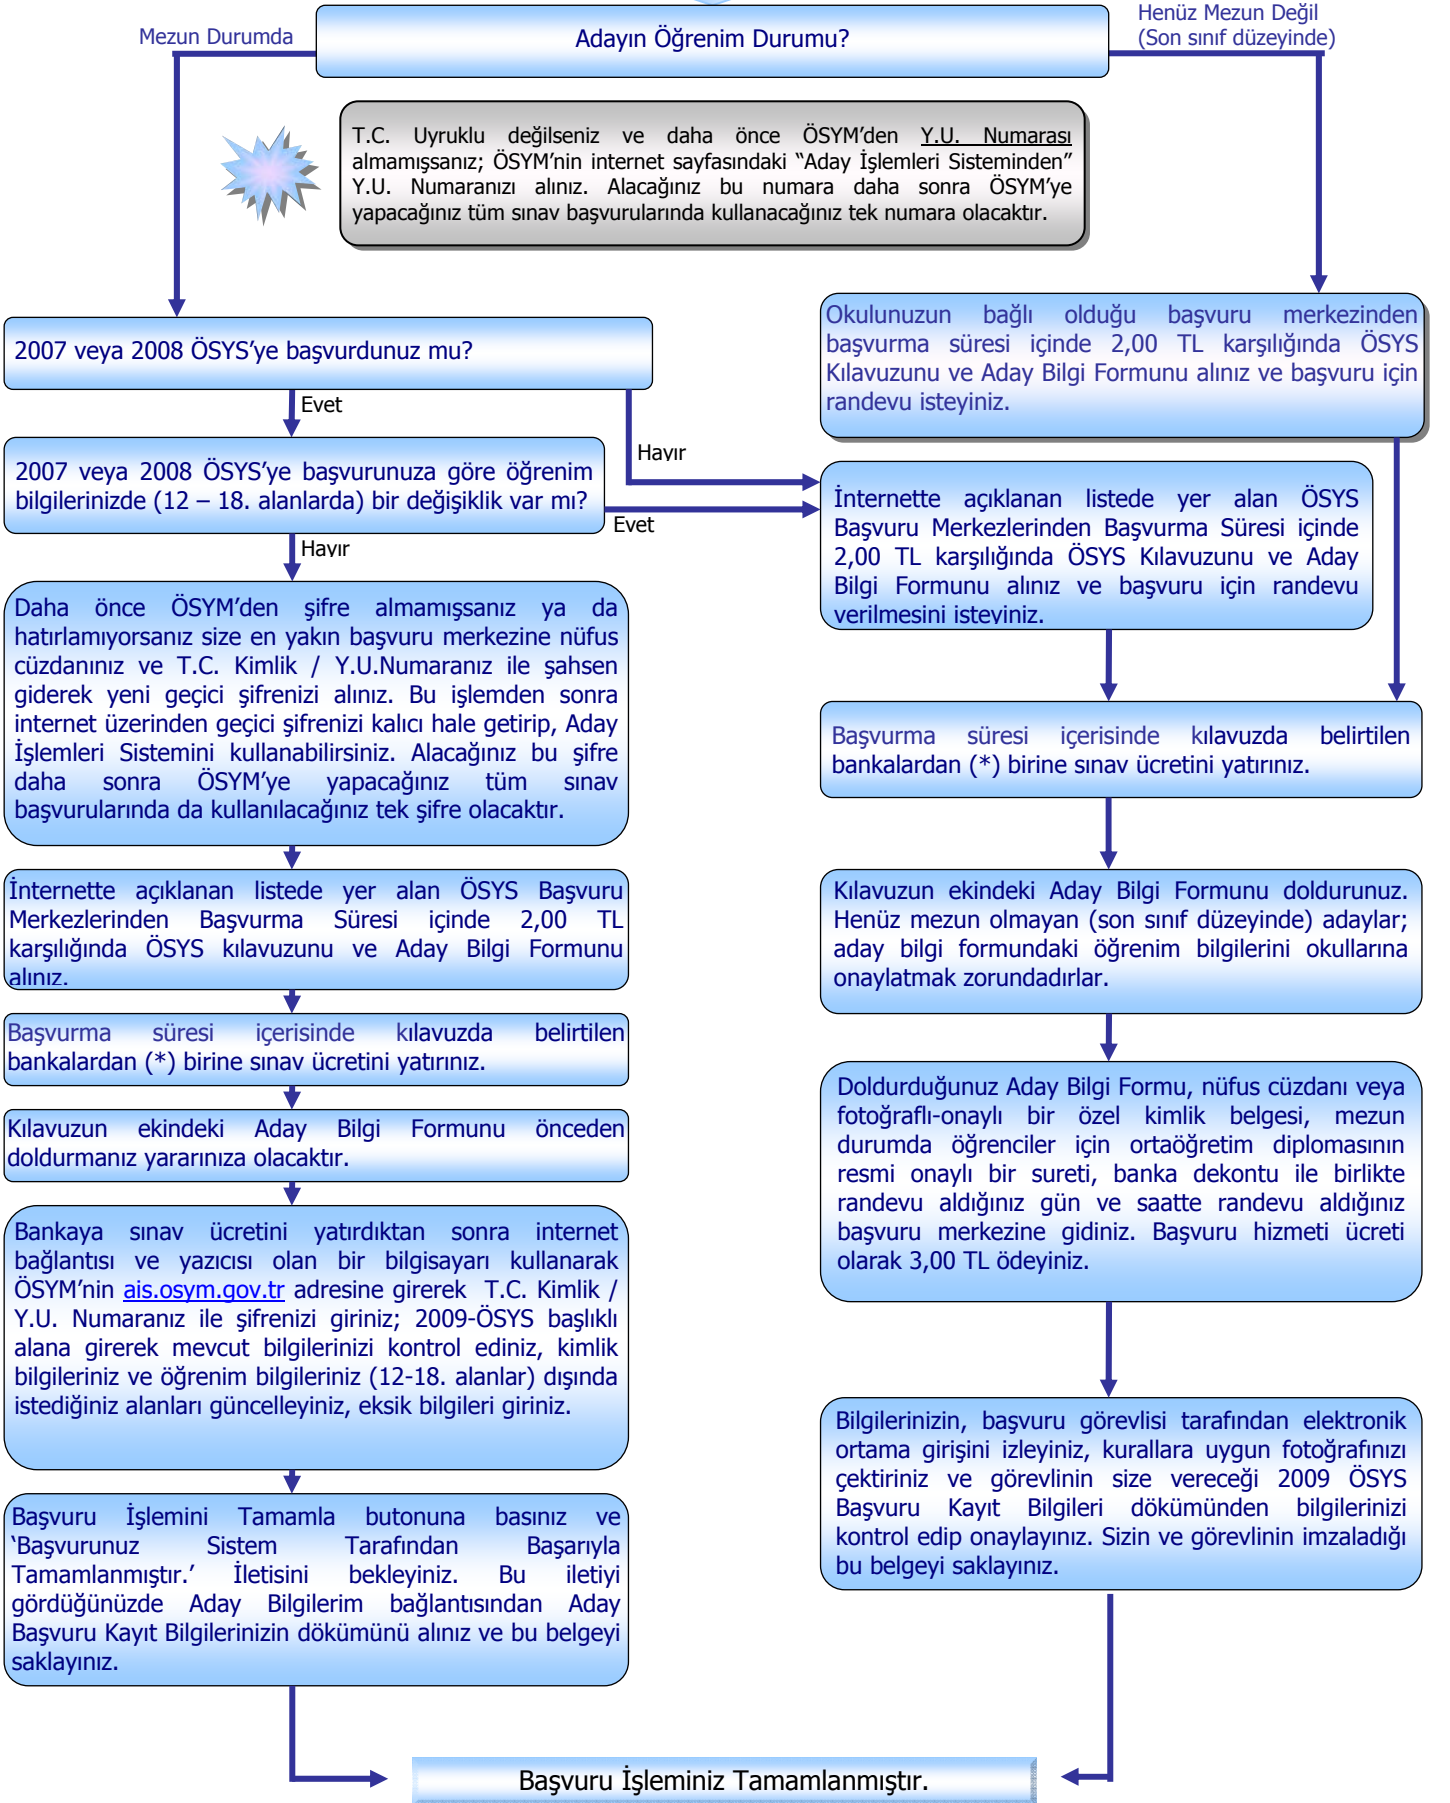 Mezun Durumda
Adayın Öğrenim Durumu?
Henüz Mezun Değil
(Son sınıf düzeyinde)
T.C. Uyruklu değilseniz ve daha önce ÖSYM’den Y.U. Numarası
almamışsanız; ÖSYM’nin internet sayfasındaki “Aday İşlemleri Sisteminden”
Y.U. Numaranızı alınız. Alacağınız bu numara daha sonra ÖSYM’ye
yapacağınız tüm sınav başvurularında kullanacağınız tek numara olacaktır.
2007 veya 2008 ÖSYS’ye başvurdunuz mu?
Evet
Hayır
2007 veya 2008 ÖSYS’ye başvurunuza göre öğrenim
bilgilerinizde (12 – 18. alanlarda) bir değişiklik var mı?
Evet
Hayır
Daha önce ÖSYM’den şifre almamışsanız ya da
hatırlamıyorsanız size en yakın başvuru merkezine nüfus
cüzdanınız ve T.C. Kimlik / Y.U.Numaranız ile şahsen
giderek yeni geçici şifrenizi alınız. Bu işlemden sonra
internet üzerinden geçici şifrenizi kalıcı hale getirip, Aday
İşlemleri Sistemini kullanabilirsiniz. Alacağınız bu şifre
daha sonra ÖSYM’ye yapacağınız tüm sınav
başvurularında da kullanılacağınız tek şifre olacaktır.
İnternette açıklanan listede yer alan ÖSYS Başvuru
Merkezlerinden Başvurma Süresi içinde 2,00 TL
karşılığında ÖSYS kılavuzunu ve Aday Bilgi Formunu
alınız.
Başvurma süresi içerisinde kılavuzda belirtilen
bankalardan (*) birine sınav ücretini yatırınız.
Kılavuzun ekindeki Aday Bilgi Formunu önceden
doldurmanız yararınıza olacaktır.
Bankaya sınav ücretini yatırdıktan sonra internet
bağlantısı ve yazıcısı olan bir bilgisayarı kullanarak
ÖSYM’nin ais.osym.gov.tr adresine girerek T.C. Kimlik /
Y.U. Numaranız ile şifrenizi giriniz; 2009-ÖSYS başlıklı
alana girerek mevcut bilgilerinizi kontrol ediniz, kimlik
bilgileriniz ve öğrenim bilgileriniz (12-18. alanlar) dışında
istediğiniz alanları güncelleyiniz, eksik bilgileri giriniz.
Başvuru İşlemini Tamamla butonuna basınız ve
‘Başvurunuz Sistem Tarafından Başarıyla
Tamamlanmıştır.’ İletisini bekleyiniz. Bu iletiyi
gördüğünüzde Aday Bilgilerim bağlantısından Aday
Başvuru Kayıt Bilgilerinizin dökümünü alınız ve bu belgeyi
saklayınız.
Okulunuzun bağlı olduğu başvuru merkezinden
başvurma süresi içinde 2,00 TL karşılığında ÖSYS
Kılavuzunu ve Aday Bilgi Formunu alınız ve başvuru için
randevu isteyiniz.
İnternette açıklanan listede yer alan ÖSYS
Başvuru Merkezlerinden Başvurma Süresi içinde
2,00 TL karşılığında ÖSYS Kılavuzunu ve Aday
Bilgi Formunu alınız ve başvuru için randevu
verilmesini isteyiniz.
Başvurma süresi içerisinde kılavuzda belirtilen
bankalardan (*) birine sınav ücretini yatırınız.
Kılavuzun ekindeki Aday Bilgi Formunu doldurunuz.
Henüz mezun olmayan (son sınıf düzeyinde) adaylar;
aday bilgi formundaki öğrenim bilgilerini okullarına
onaylatmak zorundadırlar.
Doldurduğunuz Aday Bilgi Formu, nüfus cüzdanı veya
fotoğraflı-onaylı bir özel kimlik belgesi, mezun
durumda öğrenciler için ortaöğretim diplomasının
resmi onaylı bir sureti, banka dekontu ile birlikte
randevu aldığınız gün ve saatte randevu aldığınız
başvuru merkezine gidiniz. Başvuru hizmeti ücreti
olarak 3,00 TL ödeyiniz.
Bilgilerinizin, başvuru görevlisi tarafından elektronik
ortama girişini izleyiniz, kurallara uygun fotoğrafınızı
çektiriniz ve görevlinin size vereceği 2009 ÖSYS
Başvuru Kayıt Bilgileri dökümünden bilgilerinizi
kontrol edip onaylayınız. Sizin ve görevlinin imzaladığı
bu belgeyi saklayınız.
Başvuru İşleminiz Tamamlanmıştır.